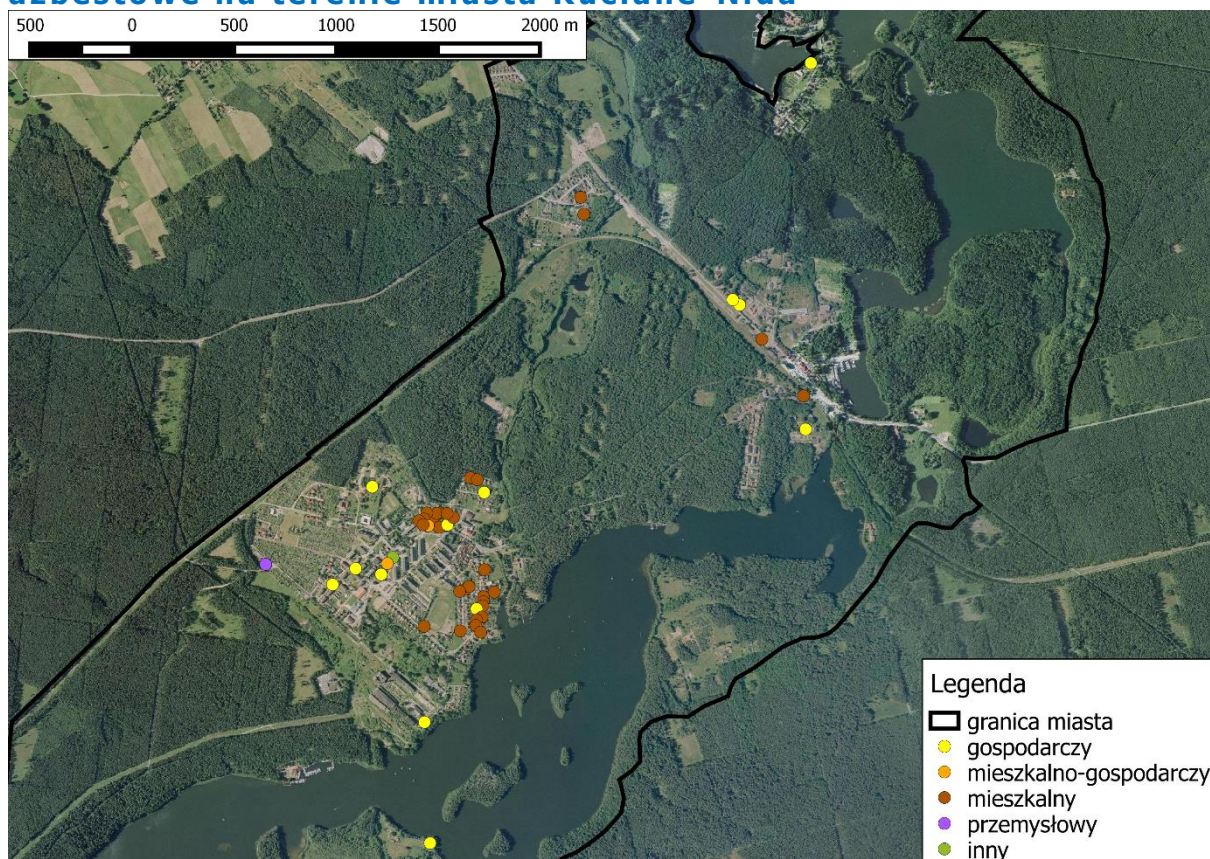 azbestowe na terenie miasta Ruciane-Nida
500 0 500 1000 1500 2000 m
Legenda
granica miasta
gospodarczy
mieszkalno-gospodarczy
mieszkalny
przemysłowy
inny